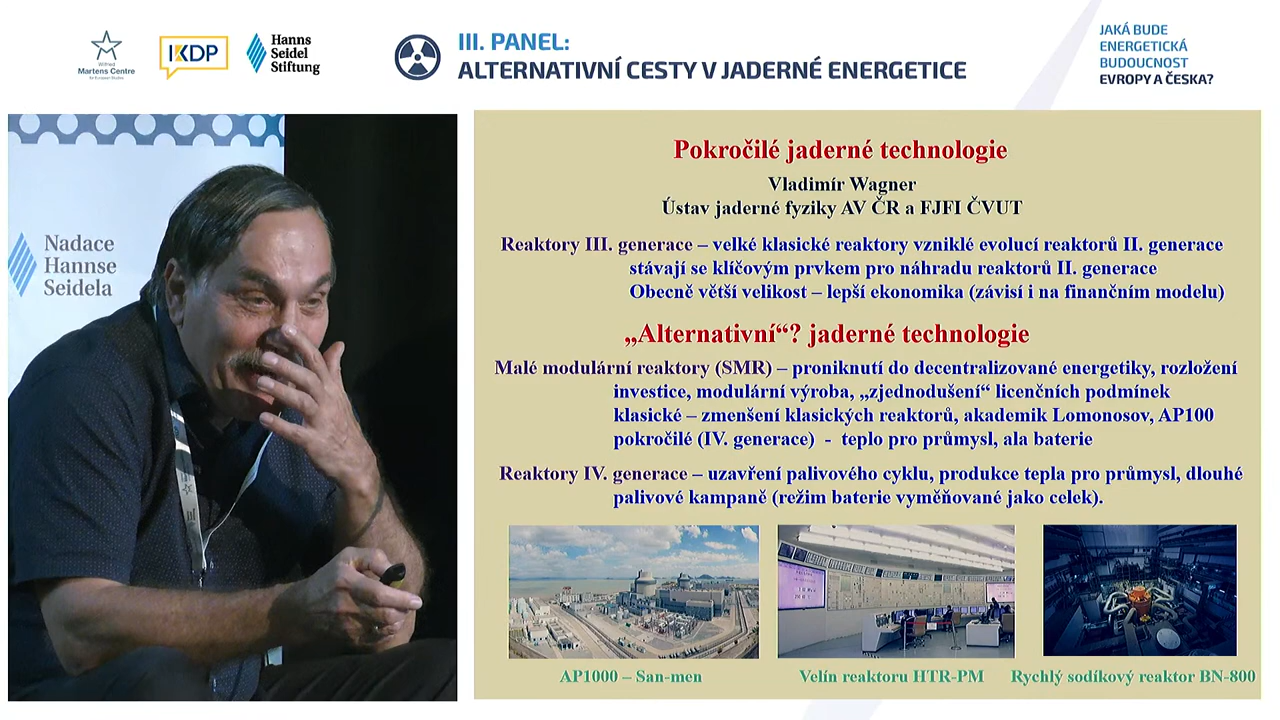 Wilfried
Martens Centre
for European Studies
IKDP
Hanns
Seidel
Stiftung
III. PANEL:
ALTERNATIVNÍ CESTY V JADERNÉ ENERGETICE
JAKÁ BUDE
ENERGETICKÁ
BUDOUCNOST
EVROPY A ČESKA?
Nadace
Hannse
Seidela
Pokročilé jaderné technologie
Vladimír Wagner
Ústav jaderné fyziky AV ČR a FJFI ČVUT
Reaktory III. generace – velké klasické reaktory vzniklé evolucí reaktorů II. generace
stávají se klíčovým prvkem pro náhradu reaktorů II. generace
Obecně větší velikost – lepší ekonomika (závisí i na finančním modelu)
„Alternativní“? jaderné technologie
Malé modulární reaktory (SMR) – proniknutí do decentralizované energetiky, rozložení
investice, modulární výroba, „zjednodušení“ licenčních podmínek
klasické – zmenšení klasických reaktorů, akademik Lomonosov, AP100
pokročilé (IV. generace) - teplo pro průmysl, ala baterie
Reaktory IV. generace – uzavření palivového cyklu, produkce tepla pro průmysl, dlouhé
palivové kampaně (režim baterie vyměňované jako celek).
AP1000 – San-men
Velín reaktoru HTR-PM
Rychlý sodíkový reaktor BN-800